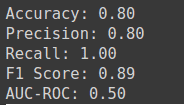 Accuracy: 0.80
Precision: 0.80
Recall: 1.00
F1 Score: 0.89
AUC-ROC: 0.50